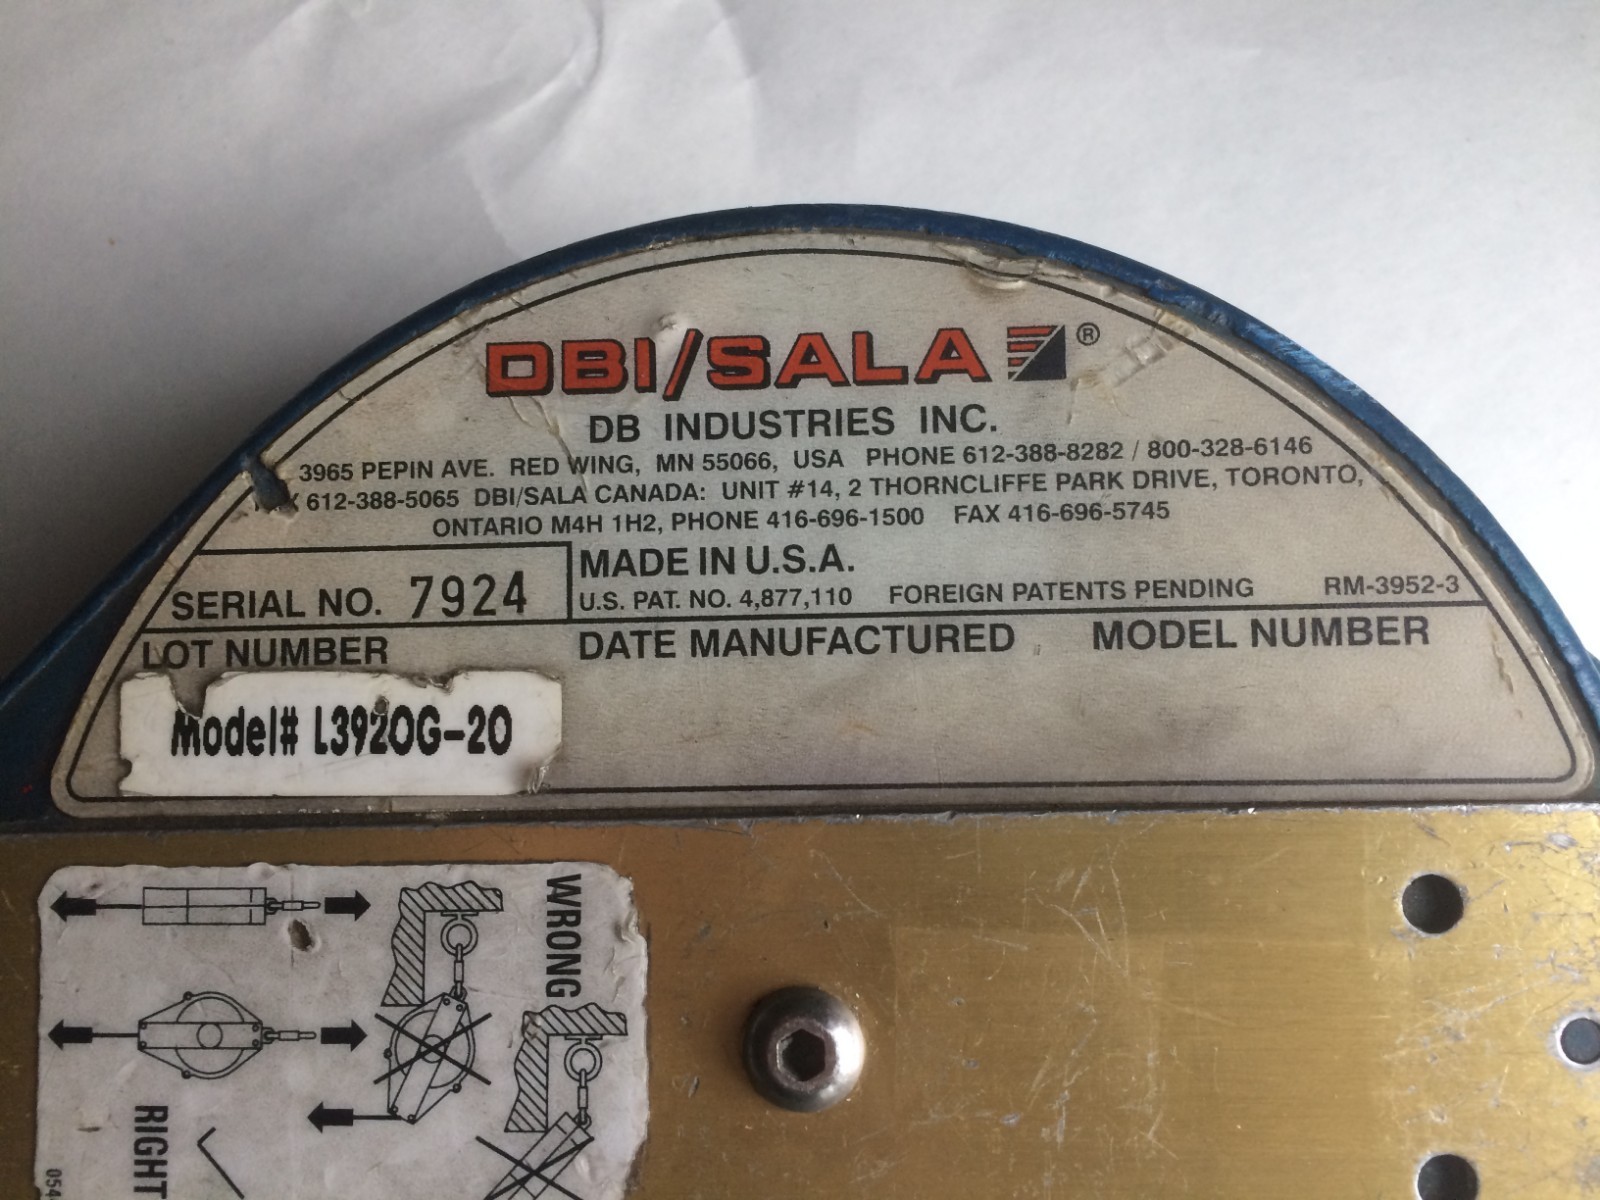 DBI/SALA ®
DB INDUSTRIES INC.
3965 PEPIN AVE. RED WING, MN 55066, USA PHONE 612-388-8282 / 800-328-6146
612-388-5065 DBI/SALA CANADA: UNIT #14, 2 THORNCLIFFE PARK DRIVE, TORONTO,
ONTARIO M4H 1H2, PHONE 416-696-1500 FAX 416-696-5745
MADE IN U.S.A.
SERIAL NO. 7924
U.S. PAT. NO. 4,877,110 FOREIGN PATENTS PENDING RM-3952-3
LOT NUMBER DATE MANUFACTURED MODEL NUMBER
Model# L3920G-20
WRONG
RIGHT